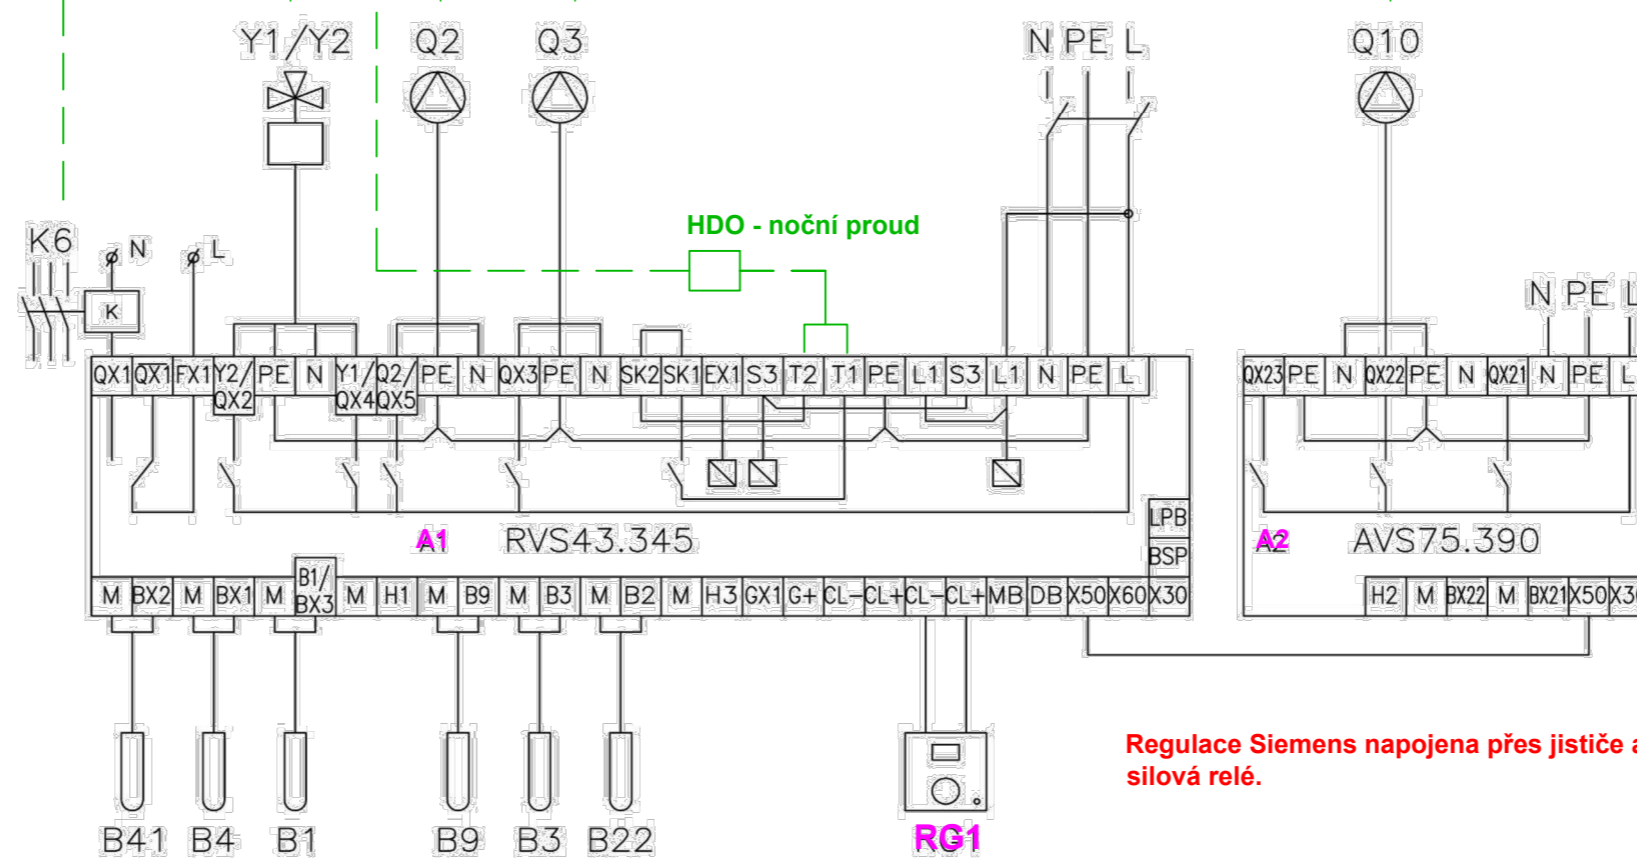 Y1/Y2 Q2 Q3 N PE L Q10
HDO - noční proud
K6 N L
K
N PE L
QX1 QX1 FX1 Y2/ QX2 PE N Y1/ QX4 Q2/ QX5 PE N QX3 PE N SK2 SK1 EX1 S3 T2 T1 PE L1 S3 L1 N PE L
QX23 PE N QX22 PE N QX21 N PE L
LPB
A1 RVS43.345
A2 AVS75.390
BSP
M BX2 M BX1 M B1/ BX3 M H1 M B9 M B3 M B2 M H3 GX1 G+ CL- CL+ CL- CL+ MB DB X50 X60 X30
H2 M BX22 M BX21 X50
Regulace Siemens napojena přes jističe a
silová relé.
B41 B4 B1 B9 B3 B22 RG1